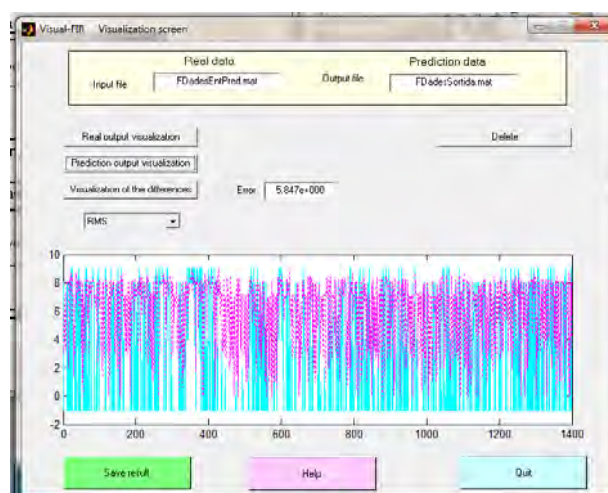 Visual-FIR Visualization screen
Real data Prediction data
Input file FDadesEntPred.mat Output file FDadesSortida.mat
Real output visualization Delete
Prediction output visualization
Visualization of the differences Error 5.847e+000
RMS
10
8
6
4
2
0
-2
0 200 400 600 800 1000 1200 1400
Save result Help Quit